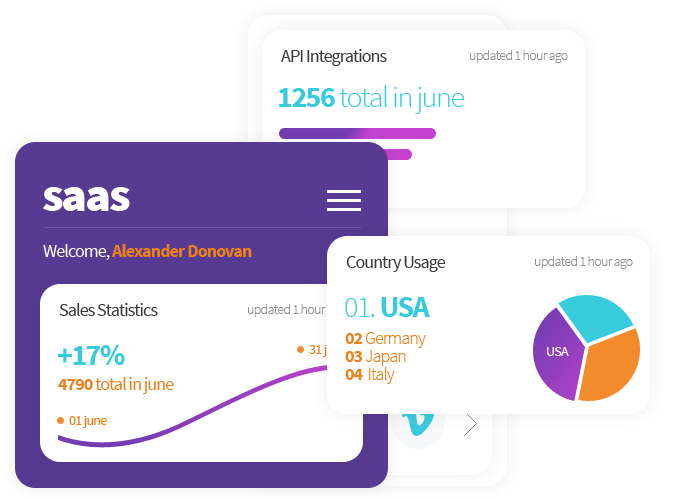 API Integrations
updated 1 hour ago
1256 total in june
saas
Welcome, Alexander Donovan
Sales Statistics
updated 1 hour
+17%
4790 total in june
31 j
01 june
Country Usage
updated 1 hour ago
01. USA
02 Germany
03 Japan
04 Italy
USA